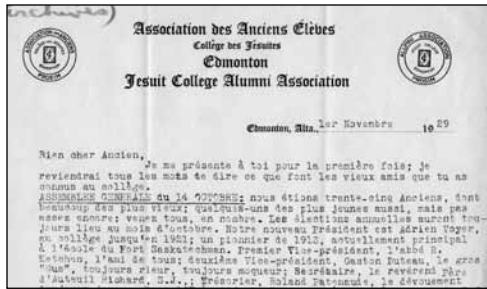 archives)
Association des Anciens Élèves
Collège des Jésuites
Edmonton
Jesuit College Alumni Association
Edmonton, Alta., 1er Novembre 1929
Bien cher Ancien,
Je me présente à toi pour la première fois; je
reviendrai tous les mois te dire ce que font les vieux amis que tu as
connus au collège.
ASSEMBLEE GENERALE du 14 OCTOBRE: nous étions trente-cinq Anciens, dont
beaucoup des plus vieux; quelques-uns des plus jeunes aussi, mais pas
assez encore: venez tous, en nombre. Les élections annuelles auront tou-
jours lieu au mois d'octobre. Notre nouveau Président est Adrien Voyer,
au collège jusqu'en 1921; un pionnier de 1913, actuellement principal
à l'école du Fort Saskatchewan. Premier Vice-président, l'abbé R.
Ketchen, l'ami de tous; deuxième Vice-président, Gaston Duteau, le gros
"Gus", toujours rieur, toujours moqueur; Secrétaire, le revérend père
d'Auteuil Richard, S.J.,; Trésorier, Roland Patenaude, le dévouement